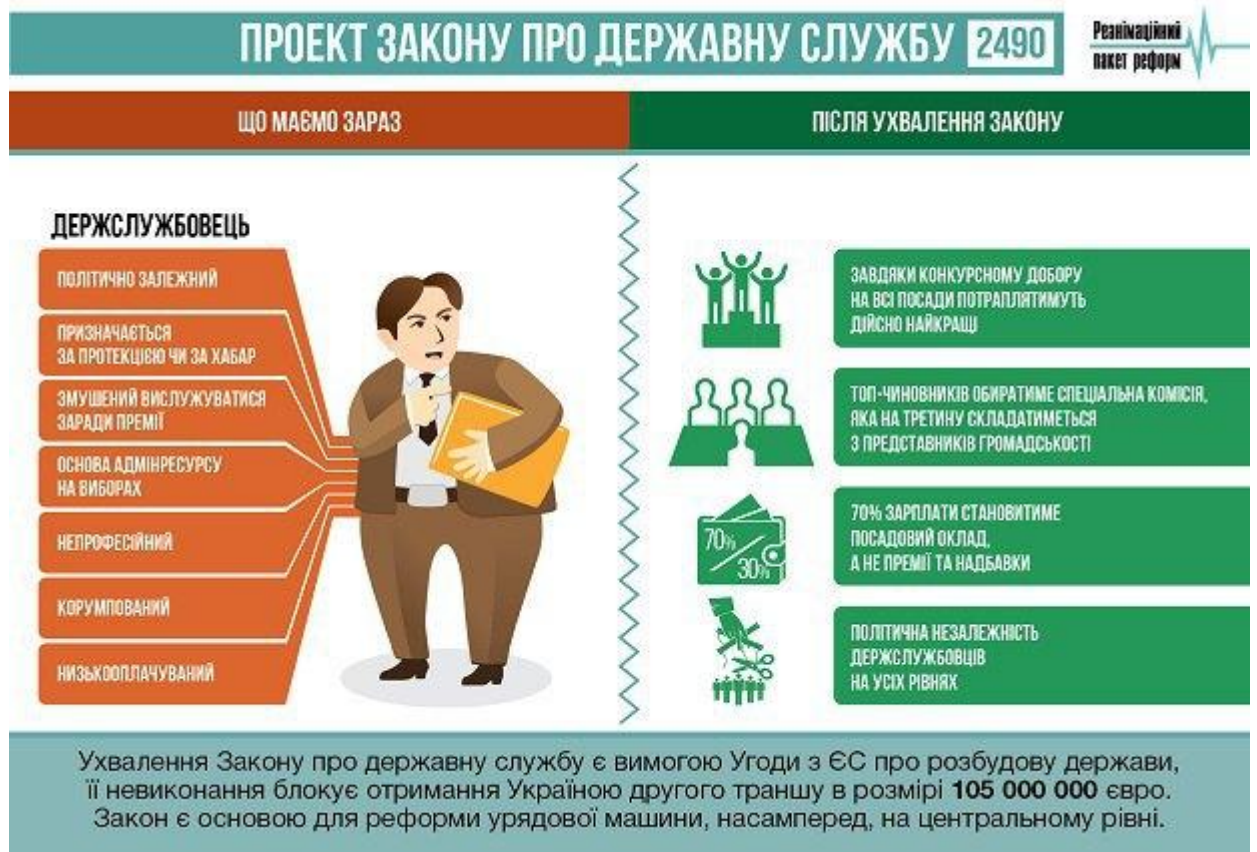 ПРОЕКТ ЗАКОНУ ПРО ДЕРЖАВНУ СЛУЖБУ 2490
Реанімаційний
пакет реформ
ЩО МАЄМО ЗАРАЗ
ПІСЛЯ УХВАЛЕННЯ ЗАКОНУ
ДЕРЖСЛУЖБОВЕЦЬ
ПОЛІТИЧНО ЗАЛЕЖНИЙ
ПРИЗНАЧАЄТЬСЯ
ЗА ПРОТЕКЦІЄЮ ЧИ ЗА ХАБАР
ЗМУШЕНИЙ ВИСЛУЖУВАТИСЯ
ЗАРАДИ ПРЕМІЇ
ОСНОВА АДМІНРЕСУРСУ
НА ВИБОРАХ
НЕПРОФЕСІЙНИЙ
КОРУМПОВАНИЙ
НИЗЬКООПЛАЧУВАНИЙ
ЗАВДЯКИ КОНКУРСНОМУ ДОБОРУ
НА ВСІ ПОСАДИ ПОТРАПЛЯТИМУТЬ
ДІЙСНО НАЙКРАЩІ
ТОП-ЧИНОВНИКІВ ОБИРАТИМЕ СПЕЦІАЛЬНА КОМІСІЯ,
ЯКА НА ТРЕТИНУ СКЛАДАТИМЕТЬСЯ
З ПРЕДСТАВНИКІВ ГРОМАДСЬКОСТІ
70%
30%
70% ЗАРПЛАТИ СТАНОВИТИМЕ
ПОСАДОВИЙ ОКЛАД,
А НЕ ПРЕМІЇ ТА НАДБАВКИ
ПОЛІТИЧНА НЕЗАЛЕЖНІСТЬ
ДЕРЖСЛУЖБОВЦІВ
НА УСІХ РІВНЯХ
Ухвалення Закону про державну службу є вимогою Угоди з ЄС про розбудову держави,
її невиконання блокує отримання Україною другого траншу в розмірі 105 000 000 євро.
Закон є основою для реформи урядової машини, насамперед, на центральному рівні.